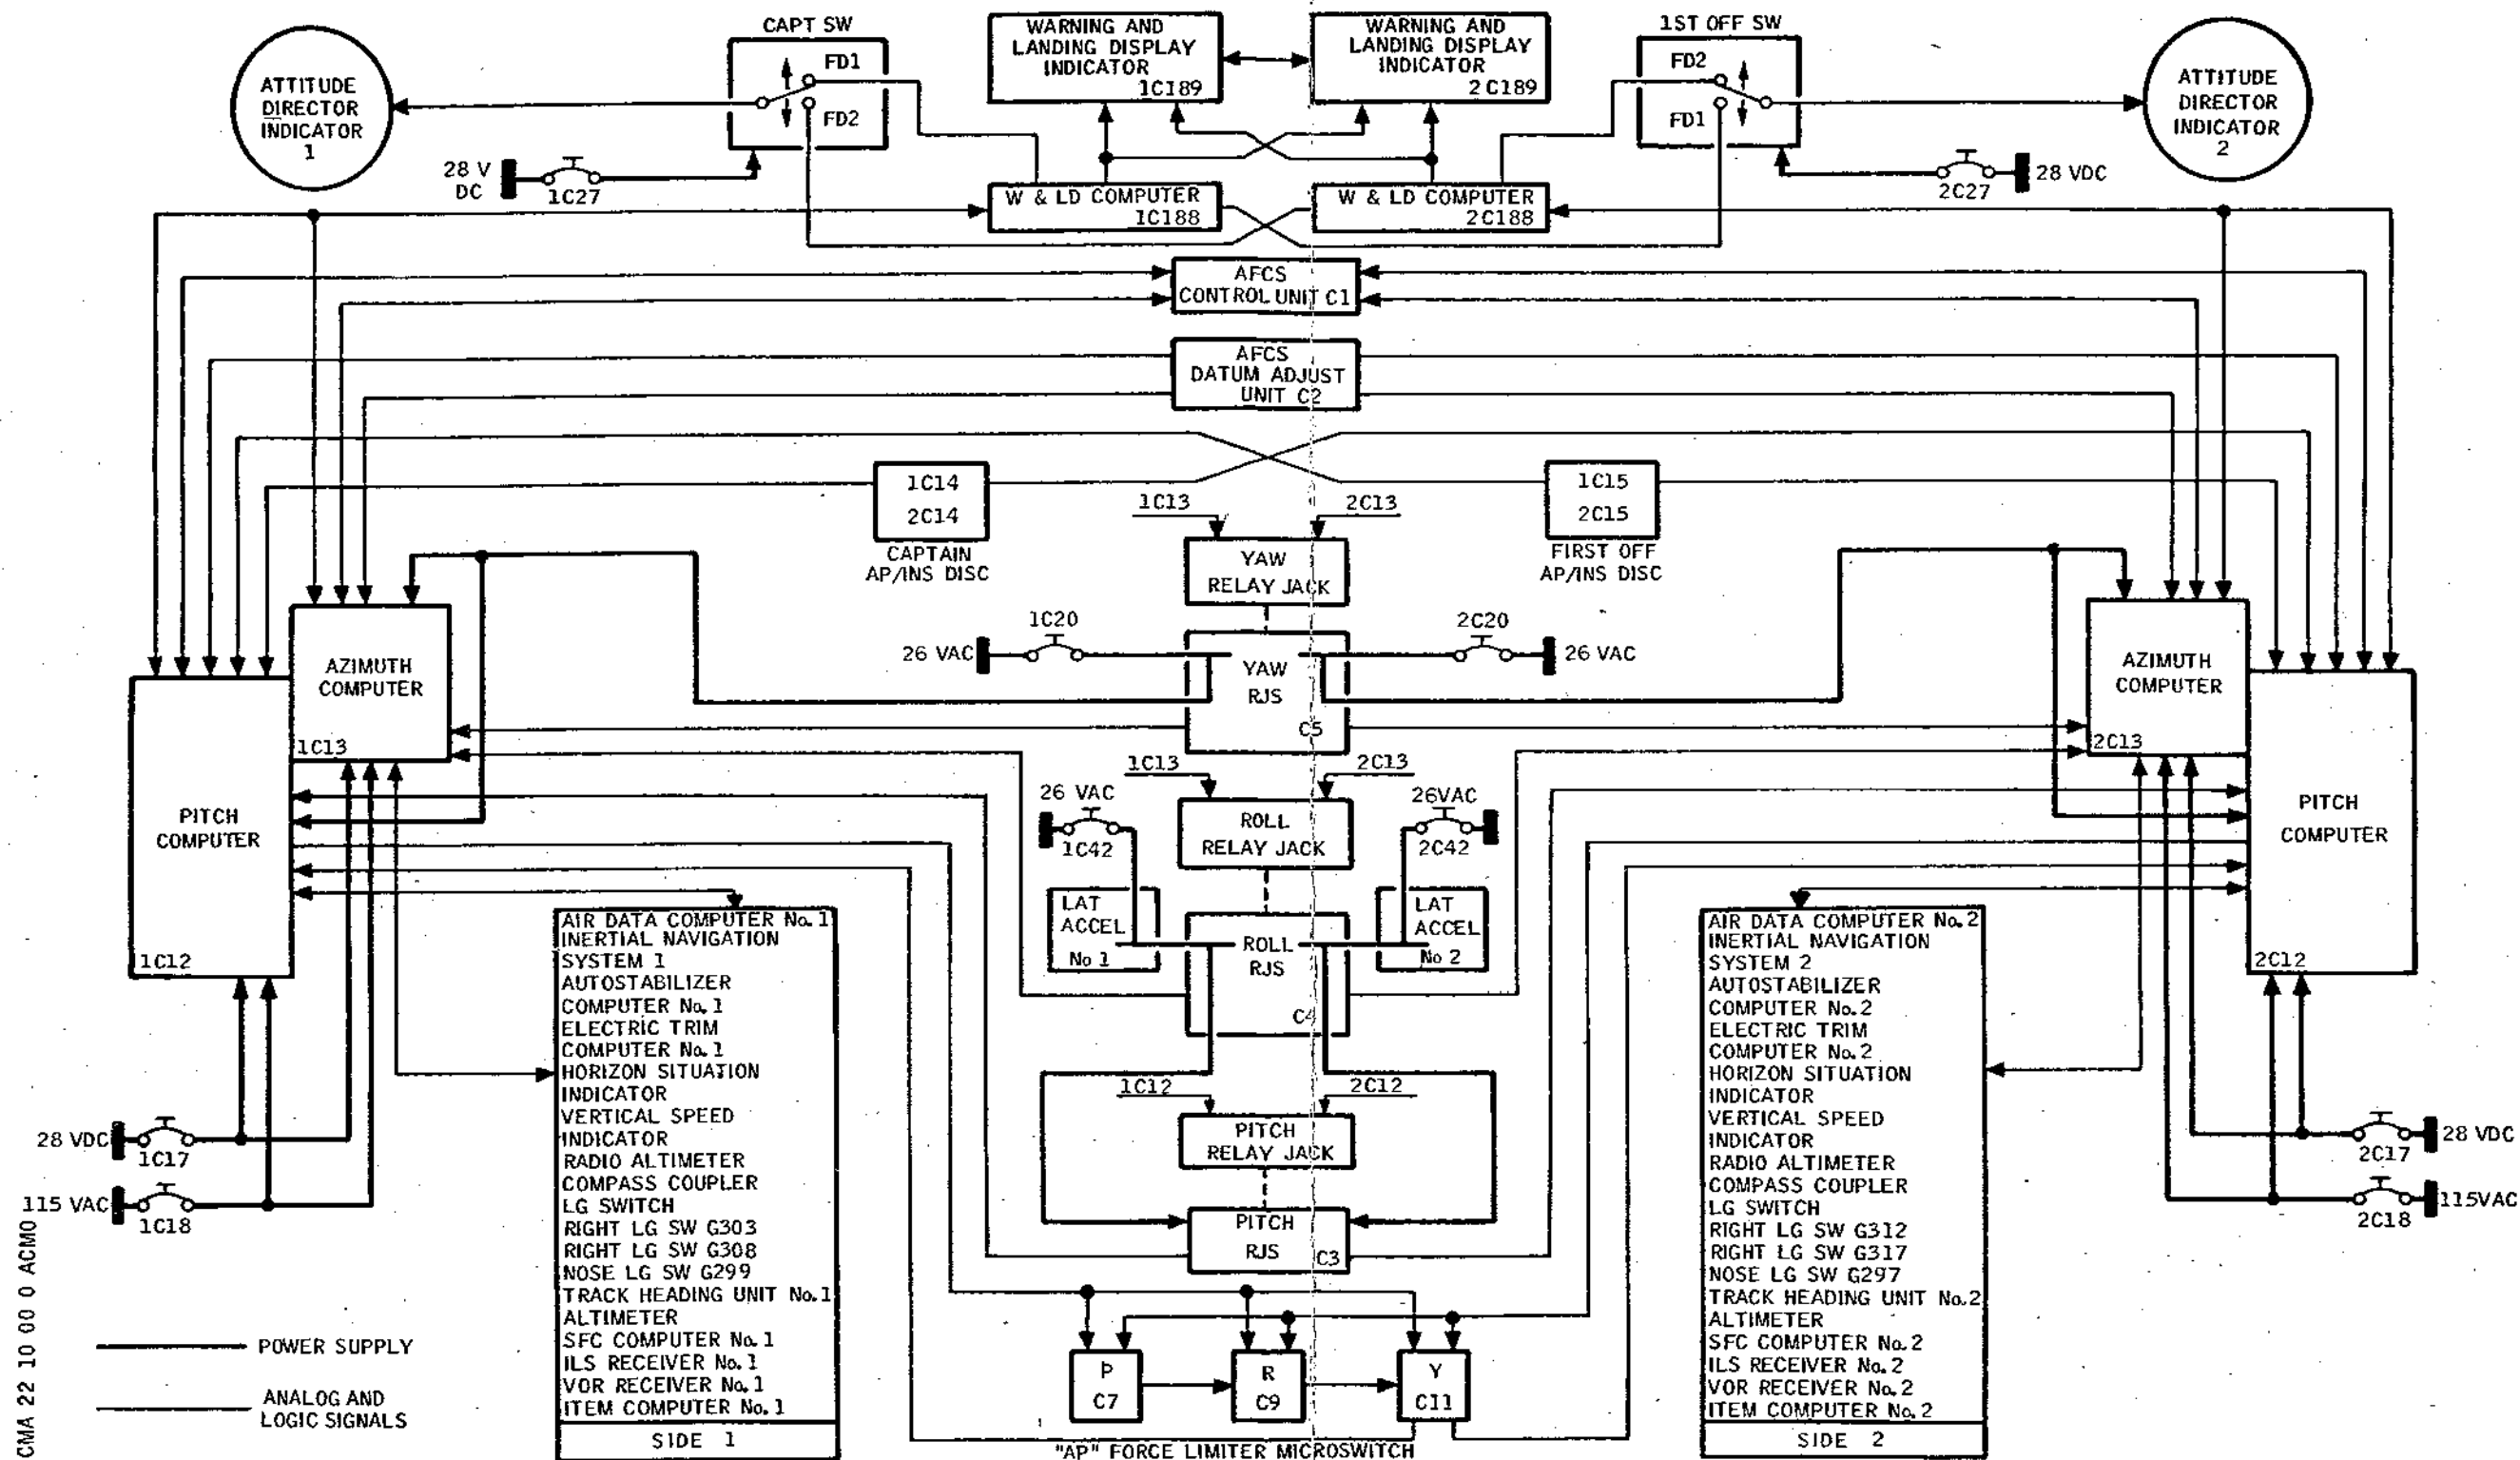 CAPT SW
FD1
FD2
WARNING AND
LANDING DISPLAY
INDICATOR
1C189
WARNING AND
LANDING DISPLAY
INDICATOR
2C189
1ST OFF SW
FD2
FD1
ATTITUDE
DIRECTOR
INDICATOR
1
ATTITUDE
DIRECTOR
INDICATOR
2
28 V
DC
1C27
2C27
28 VDC
W & LD COMPUTER
1C188
W & LD COMPUTER
2C188
AFCS
CONTROL UNIT C1
AFCS
DATUM ADJUST
UNIT C2
1C14
2C14
CAPTAIN
AP/INS DISC
1C15
2C15
FIRST OFF
AP/INS DISC
1C13
2C13
YAW
RELAY JACK
1C20
26 VAC
2C20
26 VAC
YAW
RJS
C5
AZIMUTH
COMPUTER
1C13
PITCH
COMPUTER
1C12
AZIMUTH
COMPUTER
2C13
PITCH
COMPUTER
2C12
1C13
2C13
ROLL
RELAY JACK
26 VAC
1C42
26VAC
2C42
LAT
ACCEL
No 1
LAT
ACCEL
No 2
ROLL
RJS
C4
1C12
2C12
PITCH
RELAY JACK
PITCH
RJS
C3
P
C7
R
C9
Y
C11
"AP" FORCE LIMITER MICROSWITCH
28 VDC
1C17
115 VAC
1C18
28 VDC
2C17
115VAC
2C18
AIR DATA COMPUTER No.1
INERTIAL NAVIGATION
SYSTEM 1
AUTOSTABILIZER
COMPUTER No.1
ELECTRIC TRIM
COMPUTER No.1
HORIZON SITUATION
INDICATOR
VERTICAL SPEED
INDICATOR
RADIO ALTIMETER
COMPASS COUPLER
LG SWITCH
RIGHT LG SW G303
RIGHT LG SW G308
NOSE LG SW G299
TRACK HEADING UNIT No.1
ALTIMETER
SFC COMPUTER No.1
ILS RECEIVER No.1
VOR RECEIVER No.1
ITEM COMPUTER No.1
SIDE 1
AIR DATA COMPUTER No.2
INERTIAL NAVIGATION
SYSTEM 2
AUTOSTABILIZER
COMPUTER No.2
ELECTRIC TRIM
COMPUTER No.2
HORIZON SITUATION
INDICATOR
VERTICAL SPEED
INDICATOR
RADIO ALTIMETER
COMPASS COUPLER
LG SWITCH
RIGHT LG SW G312
RIGHT LG SW G317
NOSE LG SW G297
TRACK HEADING UNIT No.2
ALTIMETER
SFC COMPUTER No.2
ILS RECEIVER No.2
VOR RECEIVER No.2
ITEM COMPUTER No.2
SIDE 2
POWER SUPPLY
ANALOG AND
LOGIC SIGNALS
CMA 22 10 00 0 ACM0